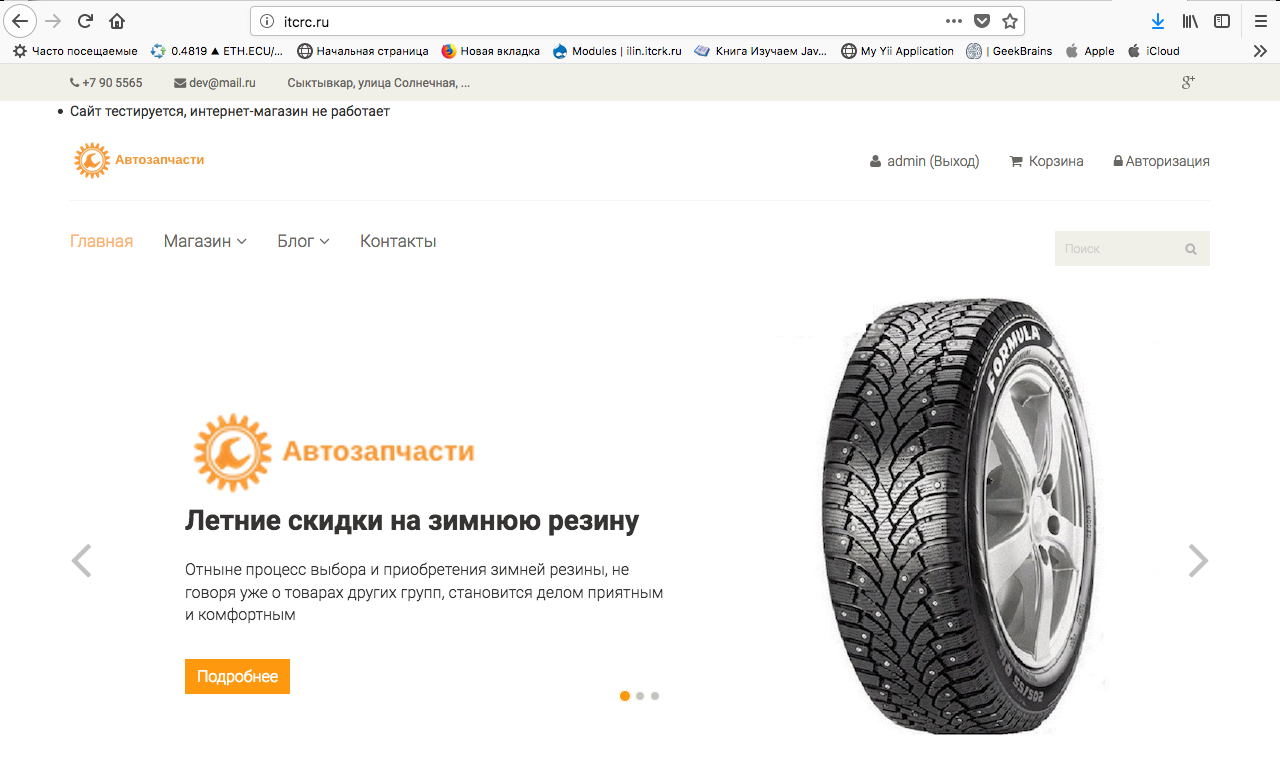 itcrc.ru
Часто посещаемые 0.4819 ▲ ETH.ECU/... Начальная страница Новая вкладка Modules | ilin.itcrk.ru Книга Изучаем Jav... My Yii Application | GeekBrains Apple iCloud
+7 90 5565 dev@mail.ru Сыктывкар, улица Солнечная, ... g+
• Сайт тестируется, интернет-магазин не работает
Автозапчасти admin (Выход) Корзина Авторизация
Главная Магазин Блог Контакты Поиск
FORMULA
Автозапчасти
Летние скидки на зимнюю резину
Отныне процесс выбора и приобретения зимней резины, не
говоря уже о товарах других групп, становится делом приятным
и комфортным
Подробнее
205/55 R16